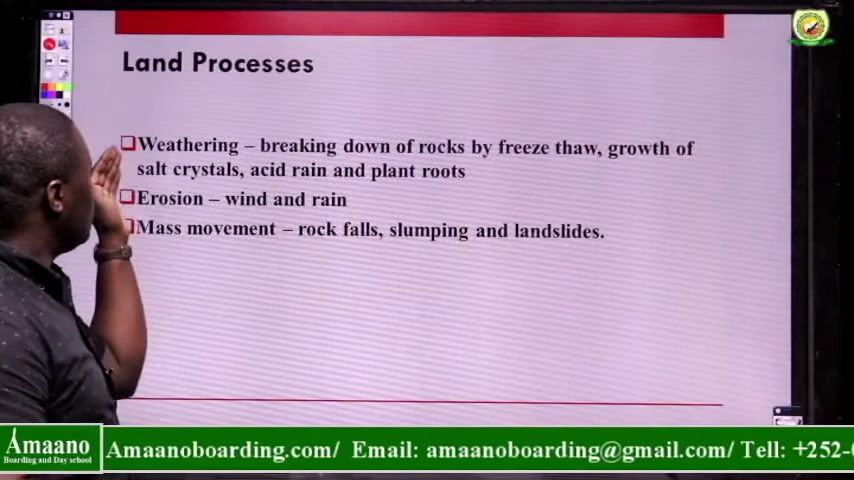 Land Processes
Weathering – breaking down of rocks by freeze thaw, growth of
salt crystals, acid rain and plant roots
Erosion – wind and rain
Mass movement – rock falls, slumping and landslides.
Amaano
Boarding and Day school
Amaanoboarding.com/ Email: amaanoboarding@gmail.com/ Tell: +252-